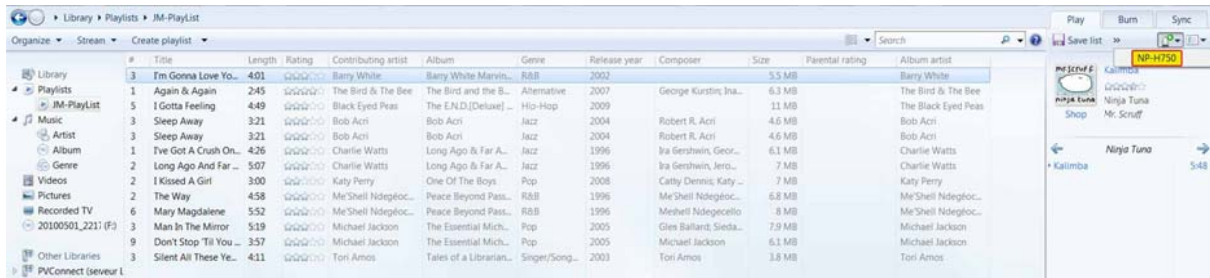 Library Playlists JM-PlayList
Play Burn Sync
Organize Stream Create playlist Search Save list »
NP-H750
# Title Length Rating Contributing artist Album Genre Release year Composer Size Parental rating Album artist
Library
Playlists
JM-PlayList
Music
Artist
Album
Genre
Videos
Pictures
Recorded TV
20100501_2217 (F:)
Other Libraries
PVConnect (serveur L
3 I'm Gonna Love Yo... 4:01 Barry White Barry White Marvin,... R&B 2002 5.5 MB Barry White
1 Again & Again 2:45 The Bird & The Bee The Bird and the B... Alternative 2007 George Kurstin; Ina... 6.3 MB The Bird & The Bee
5 I Gotta Feeling 4:49 Black Eyed Peas The E.N.D.[Deluxe] ... Hip-Hop 2009 11 MB The Black Eyed Peas
3 Sleep Away 3:21 Bob Acri Bob Acri Jazz 2004 Robert R. Acri 4.6 MB Bob Acri
3 Sleep Away 3:21 Bob Acri Bob Acri Jazz 2004 Robert R. Acri 4.6 MB Bob Acri
1 I've Got A Crush On... 4:26 Charlie Watts Long Ago & Far A... Jazz 1996 Ira Gershwin, Geor... 6.1 MB Charlie Watts
2 Long Ago And Far ... 5:07 Charlie Watts Long Ago & Far A... Jazz 1996 Ira Gershwin, Jero... 7 MB Charlie Watts
2 I Kissed A Girl 3:00 Katy Perry One Of The Boys Pop 2008 Cathy Dennis; Katy ... 7 MB Katy Perry
2 The Way 4:58 Me'Shell Ndegéoc... Peace Beyond Pass... R&B 1996 Me'Shell Ndegéoc... 6.8 MB Me'Shell Ndegéoc...
6 Mary Magdalene 5:52 Me'Shell Ndegéoc... Peace Beyond Pass... R&B 1996 Meshell Ndegecello 8 MB Me'Shell Ndegéoc...
3 Man In The Mirror 5:19 Michael Jackson The Essential Mich... Pop 2005 Gles Ballard; Sieda... 7.9 MB Michael Jackson
9 Don't Stop 'Til You ... 3:57 Michael Jackson The Essential Mich... Pop 2005 Michael Jackson 6.1 MB Michael Jackson
3 Silent All These Ye... 4:11 Tori Amos Tales of a Librarian... Singer/Song... 2003 Tori Amos 3.8 MB Tori Amos
mr scruff
ninja tuna
Shop
Kalimba
Ninja Tuna
Mr. Scruff
Ninja Tuna
Kalimba 5:48